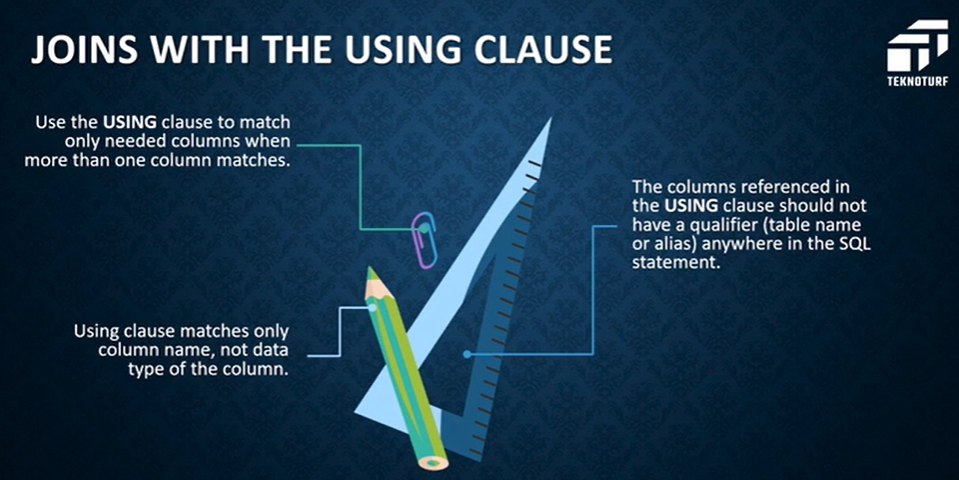 JOINS WITH THE USING CLAUSE
TEKNOTURF
Use the USING clause to match
only needed columns when
more than one column matches.
The columns referenced in
the USING clause should not
have a qualifier (table name
or alias) anywhere in the SQL
statement.
Using clause matches only
column name, not data
type of the column.